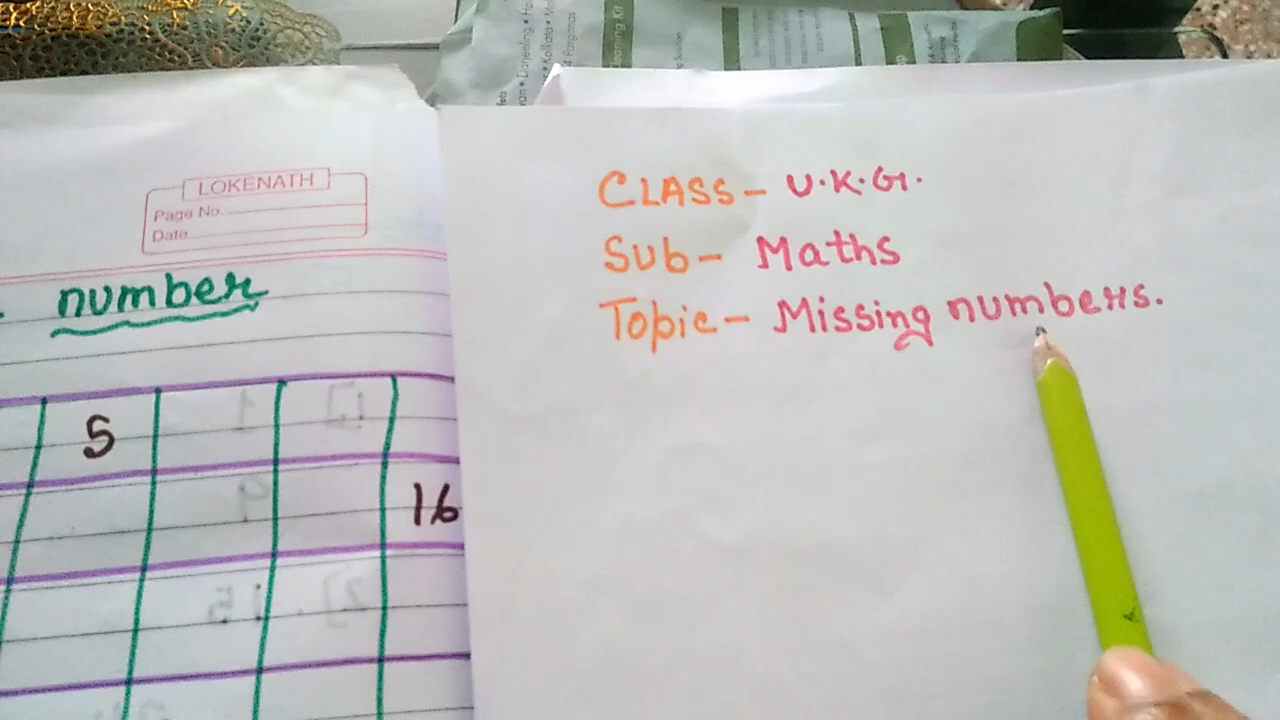 LOKENATH
Page No.
Date
number
5
16
CLASS - U.K.G.
Sub - Maths
Topic - Missing numbers.